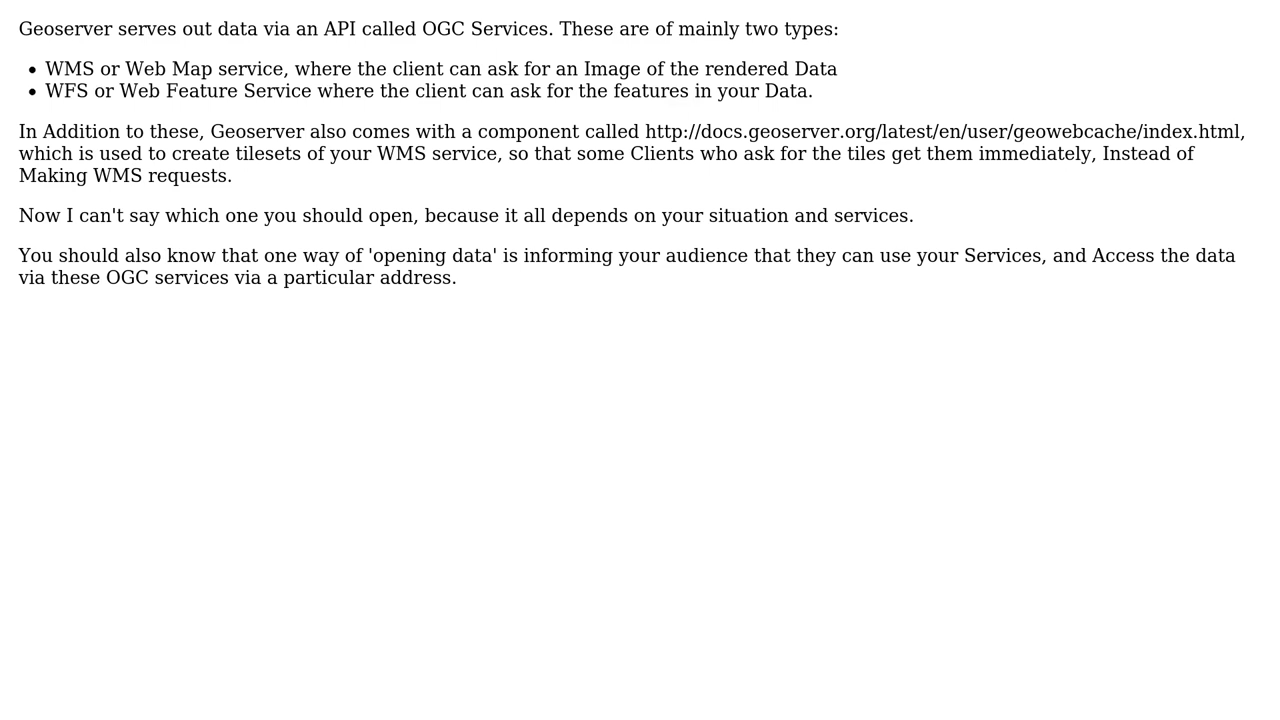 Geoserver serves out data via an API called OGC Services. These are of mainly two types:
• WMS or Web Map service, where the client can ask for an Image of the rendered Data
• WFS or Web Feature Service where the client can ask for the features in your Data.
In Addition to these, Geoserver also comes with a component called http://docs.geoserver.org/latest/en/user/geowebcache/index.html,
which is used to create tilesets of your WMS service, so that some Clients who ask for the tiles get them immediately, Instead of
Making WMS requests.
Now I can't say which one you should open, because it all depends on your situation and services.
You should also know that one way of 'opening data' is informing your audience that they can use your Services, and Access the data
via these OGC services via a particular address.